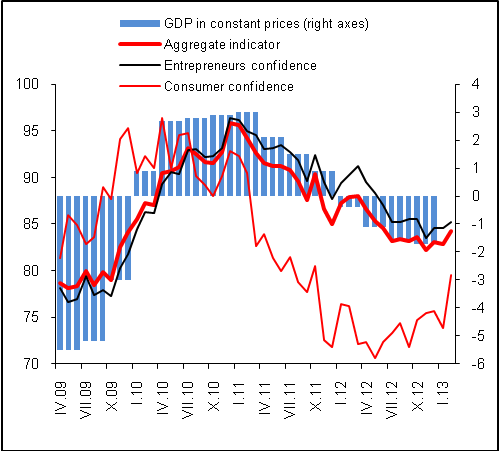 GDP in constant prices (right axes)
Aggregate indicator
Entrepreneurs confidence
Consumer confidence
100
95
90
85
80
75
70
4
3
2
1
0
-1
-2
-3
-4
-5
-6
IV.09
VII.09
X.09
I.10
IV.10
VII.10
X.10
I.11
IV.11
VII.11
X.11
I.12
IV.12
VII.12
X.12
I.13